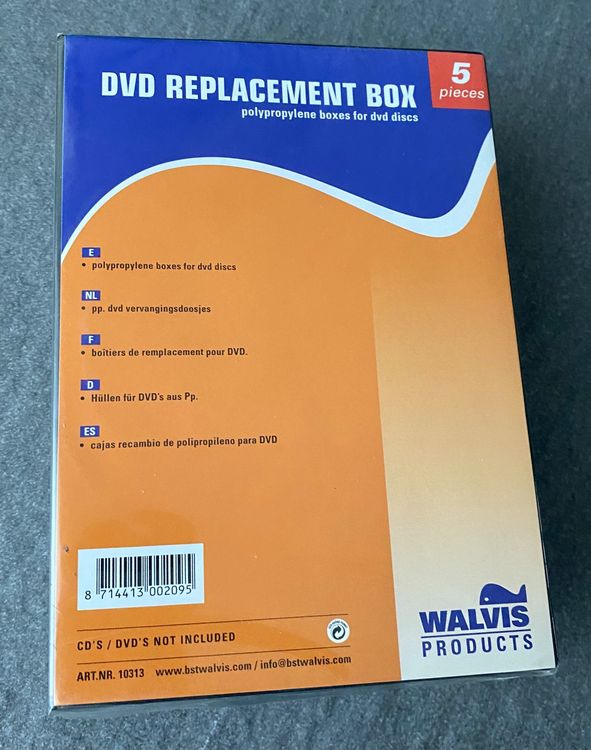 DVD REPLACEMENT BOX
5
pieces
polypropylene boxes for dvd discs
E
• polypropylene boxes for dvd discs
NL
• pp. dvd vervangingsdoosjes
F
• boîtiers de remplacement pour DVD.
D
• Hüllen für DVD's aus Pp.
ES
• cajas recambio de polipropileno para DVD
8 714413 002095
CD'S / DVD'S NOT INCLUDED
ART.NR. 10313 www.bstwalvis.com / info@bstwalvis.com
WALVIS
PRODUCTS